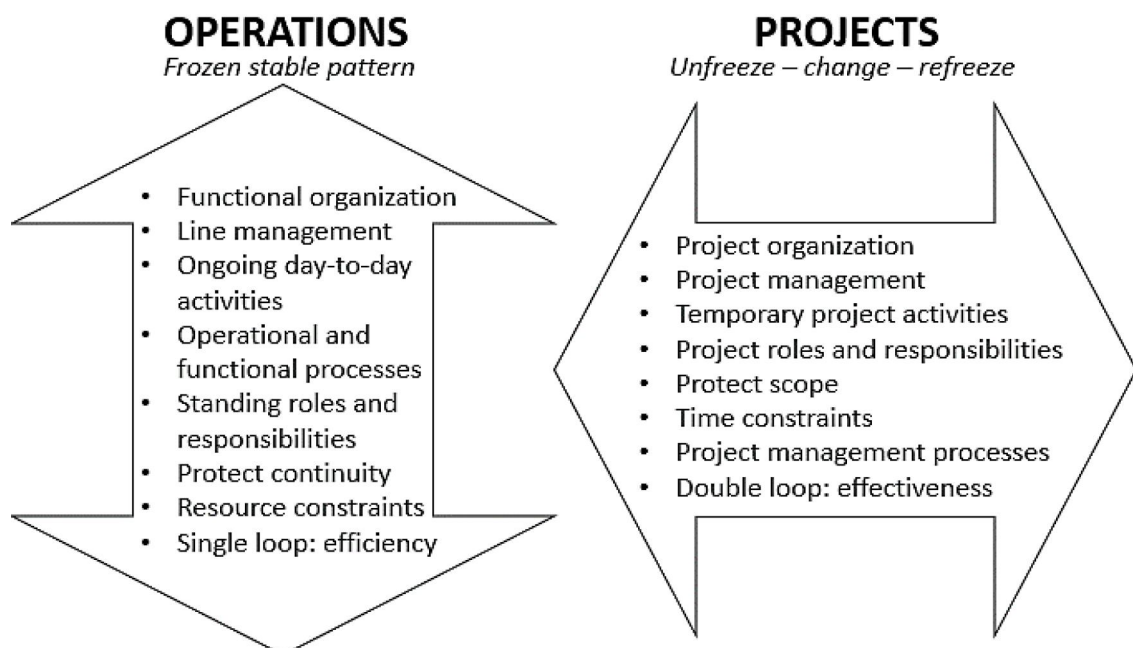 OPERATIONS
Frozen stable pattern
• Functional organization
• Line management
• Ongoing day-to-day
activities
• Operational and
functional processes
• Standing roles and
responsibilities
• Protect continuity
• Resource constraints
• Single loop: efficiency
PROJECTS
Unfreeze – change – refreeze
• Project organization
• Project management
• Temporary project activities
• Project roles and responsibilities
• Protect scope
• Time constraints
• Project management processes
• Double loop: effectiveness